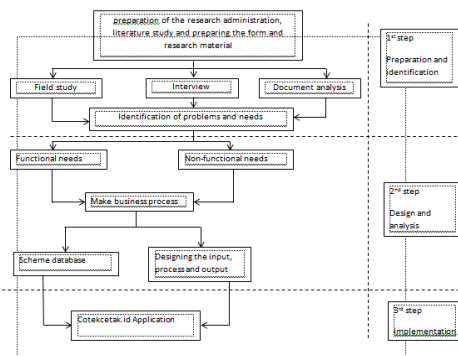 preparation of the research administration,
literature study and preparing the form and
research material
1st step
Preparation and
identification
Field study
Interview
Document analysis
Identification of problems and needs
Functional needs
Non-functional needs
Make business process
2nd step
Design and
analysis
Scheme database
Designing the input,
process and output
Cotekcetak.id Application
3rd step
implementation